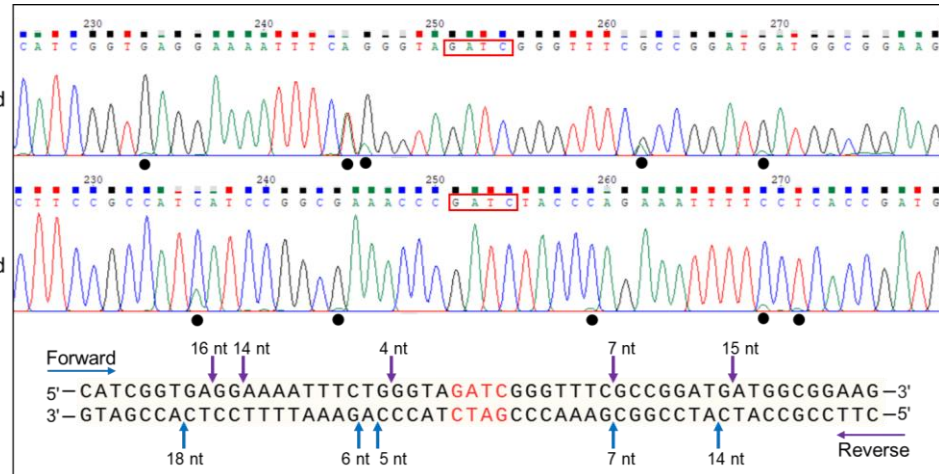 230 240 250 260 270
C A T C G G T G A G G A A A A T T T C A G G G T A G A T C G G G T T T C G C C G G A T G A T G G C G G A A G
230 240 250 260 270
C T T C C G C C A T C A T C C G G C G A A A C C C G A T C T A C C C A G A A A T T T T C C T C A C C G A T G
Forward 16 nt 14 nt 4 nt 7 nt 15 nt
5'–CATCGGTGAGGAAAATTTCTGGGTAGATCGGGTTTCGCCGGATGATGGCGGAAG–3'
3'–GTAGCCACTCCTTTTAAAGACCCATCTAGCCCAAAGCGGCCTACTACCGCCTTC–5'
18 nt 6 nt 5 nt 7 nt 14 nt Reverse